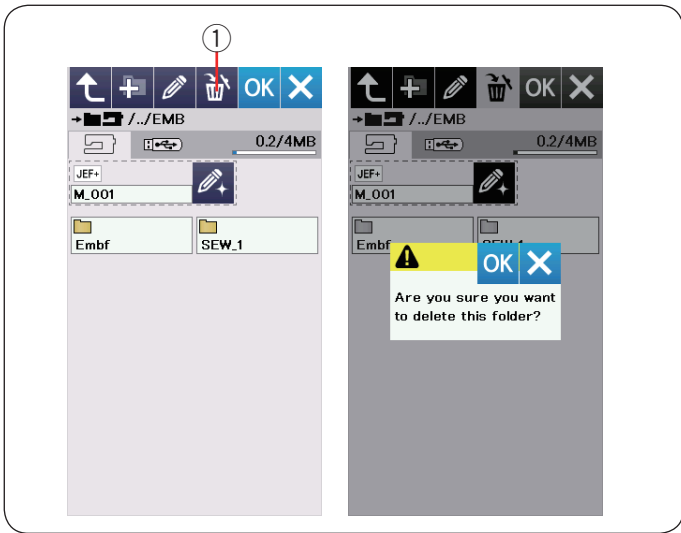 1
OK
/../EMB
0.2/4MB
JEF+
M_001
Embf
SEW_1
OK
/../EMB
0.2/4MB
JEF+
M_001
Embf
SEW_1
OK
Are you sure you want
to delete this folder?